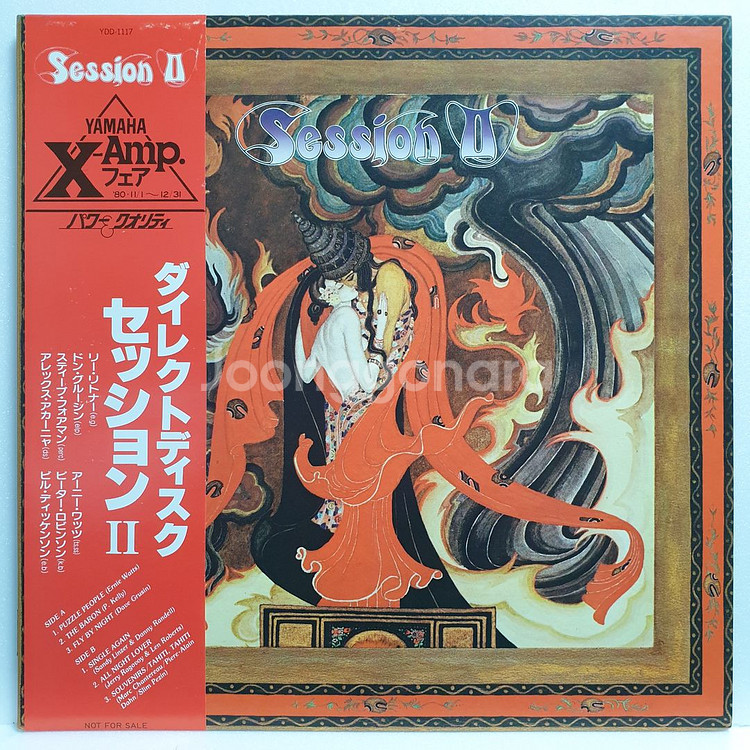 YDD-1117
Session II
YAMAHA
X-Amp.
フェア
'80・11/1〜12/31
パワー&クオリティ
ダイレクトディスク
セッション II
リー・リトナー(e.g)
ドン・グルーシン(e.p)
スティーブ・フォアマン(perc)
アレックス・アカーニャ(ds)
アーニー・ワッツ(t.s)
ピーター・ロビンソン(k.b)
ビル・ディッケンソン(e.b)
SIDE A
1. PUZZLE PEOPLE (Ernie Watts)
2. THE BARON (P. Kelly)
3. FLY BY NIGHT (Dave Grusin)
SIDE B
1. SINGLE AGAIN
(Sandy Linzer & Danny Randell)
2. ALL NIGHT LOVER
(Jerry Ragovoy & Len Roberts)
3. SOUVENIRS, TAHITI, TAHITI
(Marc Chantereau / Pierc-Alain
Dahn / Slim Pezin)
NOT FOR SALE
Session II
Joonggonara